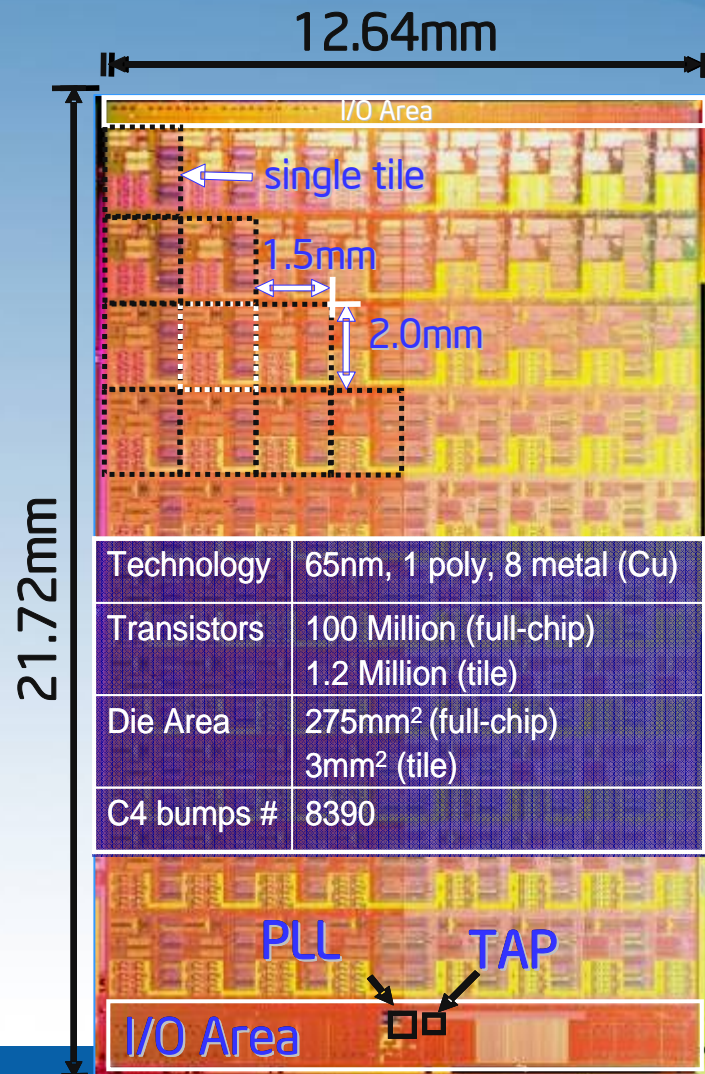 12.64mm
I/O Area
single tile
1.5mm
2.0mm
21.72mm
Technology 65nm, 1 poly, 8 metal (Cu)
Transistors 100 Million (full-chip)
1.2 Million (tile)
Die Area 275mm² (full-chip)
3mm² (tile)
C4 bumps # 8390
PLL TAP
I/O Area